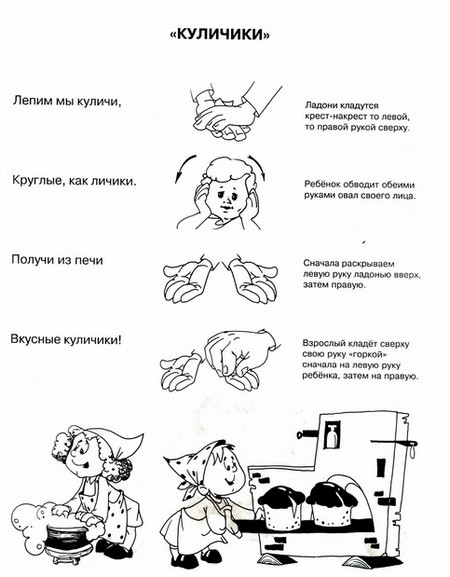 «КУЛИЧИКИ»
Лепим мы куличи,
Ладони кладутся
крест-накрест то левой,
то правой рукой сверху.
Круглые, как личики.
Ребёнок обводит обеими
руками овал своего лица.
Получи из печи
Сначала раскрываем
левую руку ладонью вверх,
затем правую.
Вкусные куличики!
Взрослый кладёт сверху
свою руку "горкой"
сначала на левую руку
ребёнка, затем на правую.